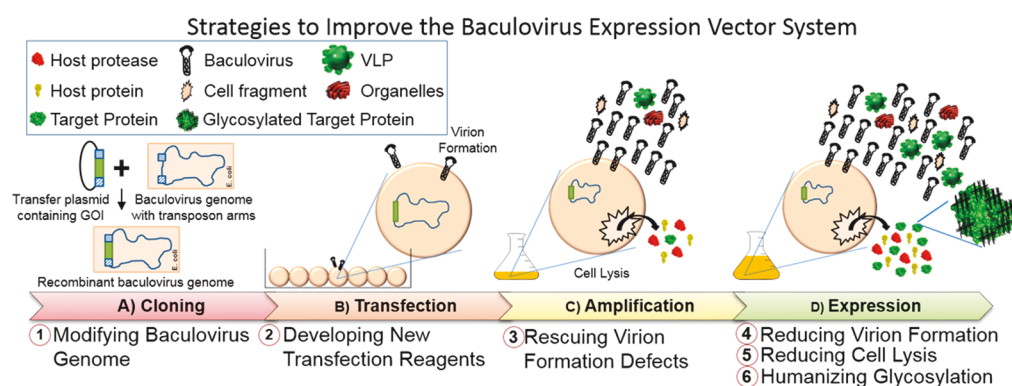 Strategies to Improve the Baculovirus Expression Vector System
Host protease
Baculovirus
VLP
Host protein
Cell fragment
Organelles
Target Protein
Glycosylated Target Protein
Virion
Formation
E. coli
Transfer plasmid
containing GOI
Baculovirus genome
with transposon arms
E. coli
Recombinant baculovirus genome
Cell Lysis
A) Cloning
B) Transfection
C) Amplification
D) Expression
1 Modifying Baculovirus
Genome
2 Developing New
Transfection Reagents
3 Rescuing Virion
Formation Defects
4 Reducing Virion Formation
5 Reducing Cell Lysis
6 Humanizing Glycosylation